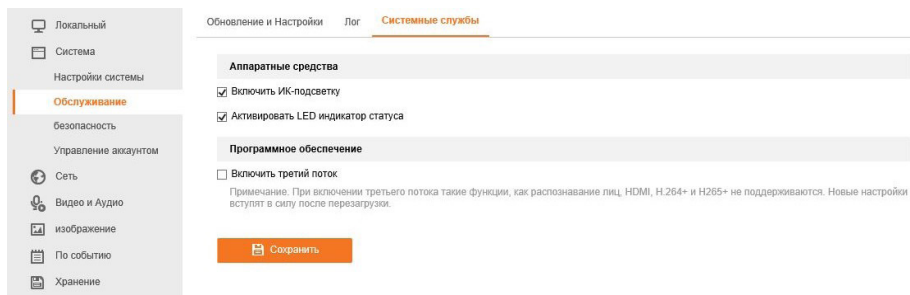 Локальный
Система
Настройки системы
Обслуживание
безопасность
Управление аккаунтом
Сеть
Видео и Аудио
изображение
По событию
Хранение
Обновление и Настройки Лог Системные службы
Аппаратные средства
Включить ИК-подсветку
Активировать LED индикатор статуса
Программное обеспечение
Включить третий поток
Примечание. При включении третьего потока такие функции, как распознавание лиц, HDMI, H.264+ и H265+ не поддерживаются. Новые настройки
вступят в силу после перезагрузки.
Сохранить